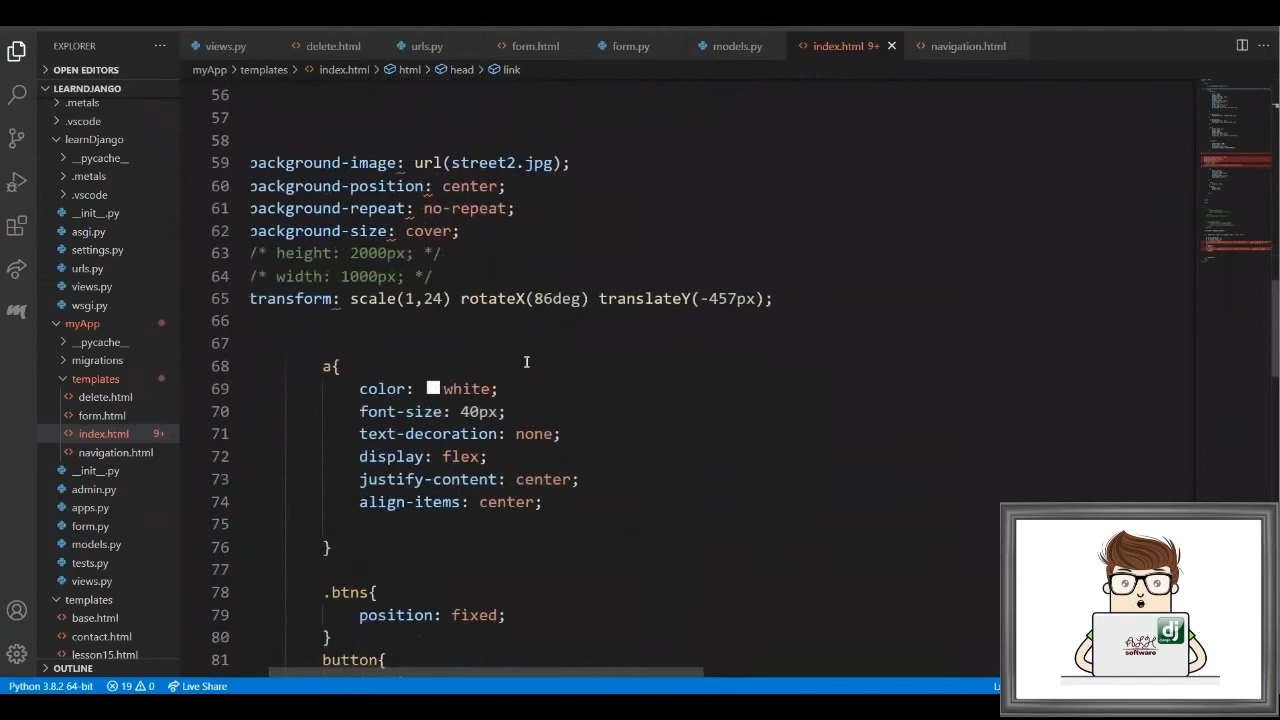 EXPLORER
views.py
delete.html
urls.py
form.html
form.py
models.py
index.html 9+
navigation.html
OPEN EDITORS
LEARNDJANGO
.metals
.vscode
learnDjango
__pycache__
.metals
.vscode
__init__.py
asgi.py
settings.py
urls.py
views.py
wsgi.py
myApp
__pycache__
migrations
templates
delete.html
form.html
index.html 9+
navigation.html
__init__.py
admin.py
apps.py
form.py
models.py
tests.py
views.py
templates
base.html
contact.html
lesson15.html
OUTLINE
myApp > templates > index.html > html > head > link
56
57
58
59 background-image: url(street2.jpg);
60 background-position: center;
61 background-repeat: no-repeat;
62 background-size: cover;
63 /* height: 2000px; */
64 /* width: 1000px; */
65 transform: scale(1,24) rotateX(86deg) translateY(-457px);
66
67
68 a{
69 color: white;
70 font-size: 40px;
71 text-decoration: none;
72 display: flex;
73 justify-content: center;
74 align-items: center;
75
76 }
77
78 .btns{
79 position: fixed;
80 }
81 button{
Python 3.8.2 64-bit
19 0
Live Share
dj
software